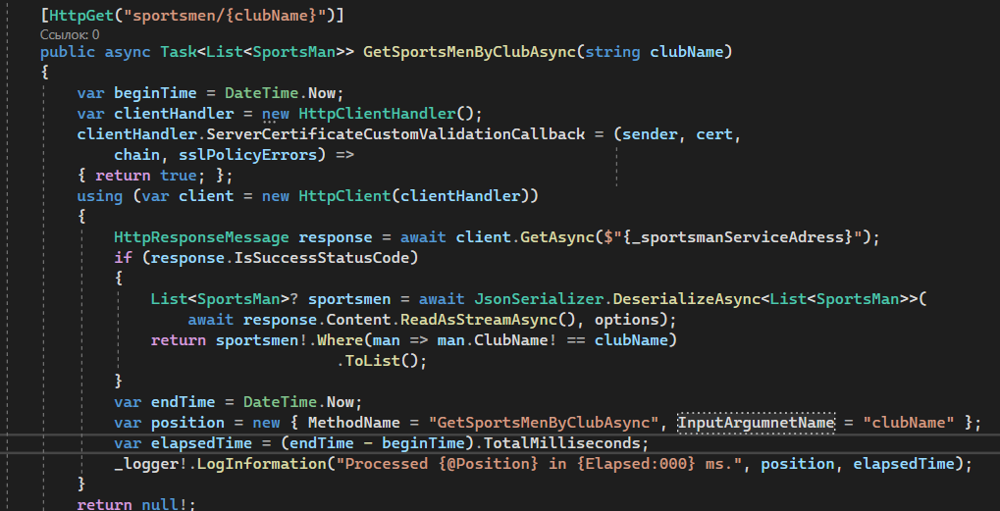 [HttpGet("sportsmen/{clubName}")]
Ссылок: 0
public async Task<List<SportsMan>> GetSportsMenByClubAsync(string clubName)
{
var beginTime = DateTime.Now;
var clientHandler = new HttpClientHandler();
clientHandler.ServerCertificateCustomValidationCallback = (sender, cert,
chain, sslPolicyErrors) =>
{ return true; };
using (var client = new HttpClient(clientHandler))
{
HttpResponseMessage response = await client.GetAsync($"{_sportsmanServiceAdress}");
if (response.IsSuccessStatusCode)
{
List<SportsMan>? sportsmen = await JsonSerializer.DeserializeAsync<List<SportsMan>>(
await response.Content.ReadAsStreamAsync(), options);
return sportsmen!.Where(man => man.ClubName! == clubName)
.ToList();
}
var endTime = DateTime.Now;
var position = new { MethodName = "GetSportsMenByClubAsync", InputArgumnetName = "clubName" };
var elapsedTime = (endTime - beginTime).TotalMilliseconds;
_logger!.LogInformation("Processed {@Position} in {Elapsed:000} ms.", position, elapsedTime);
}
return null!;